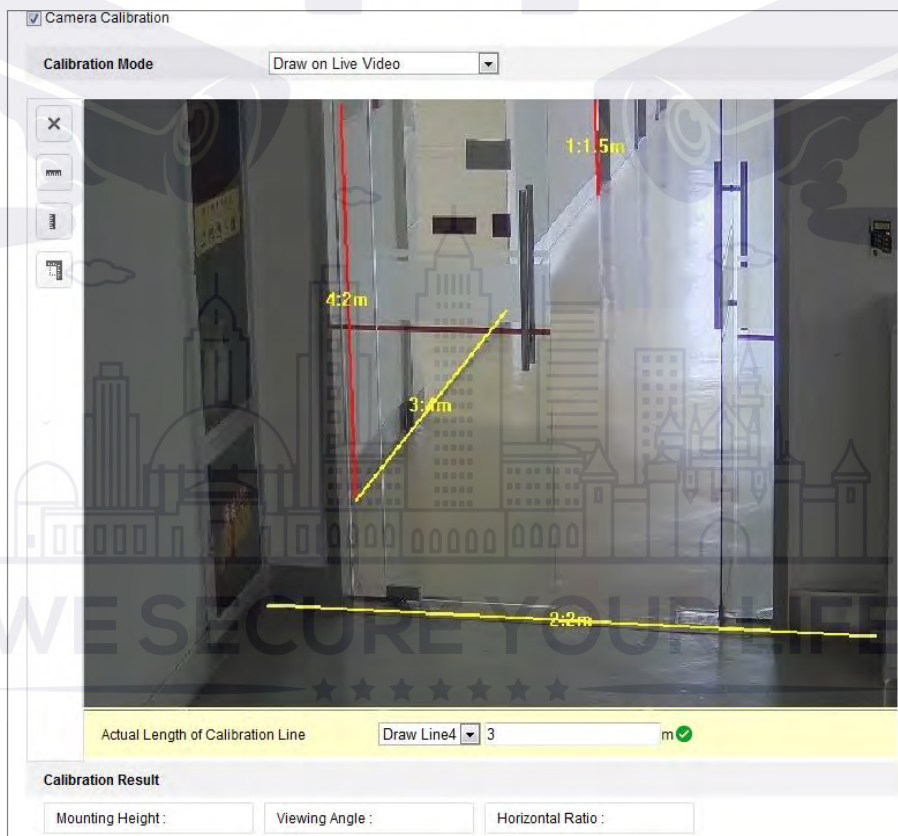 Camera Calibration
Calibration Mode
Draw on Live Video
1:1.5m
4:2m
3:4m
2:2m
WE SECURE YOUR LIFE
Actual Length of Calibration Line
Draw Line4
3
m
Calibration Result
Mounting Height :
Viewing Angle :
Horizontal Ratio :